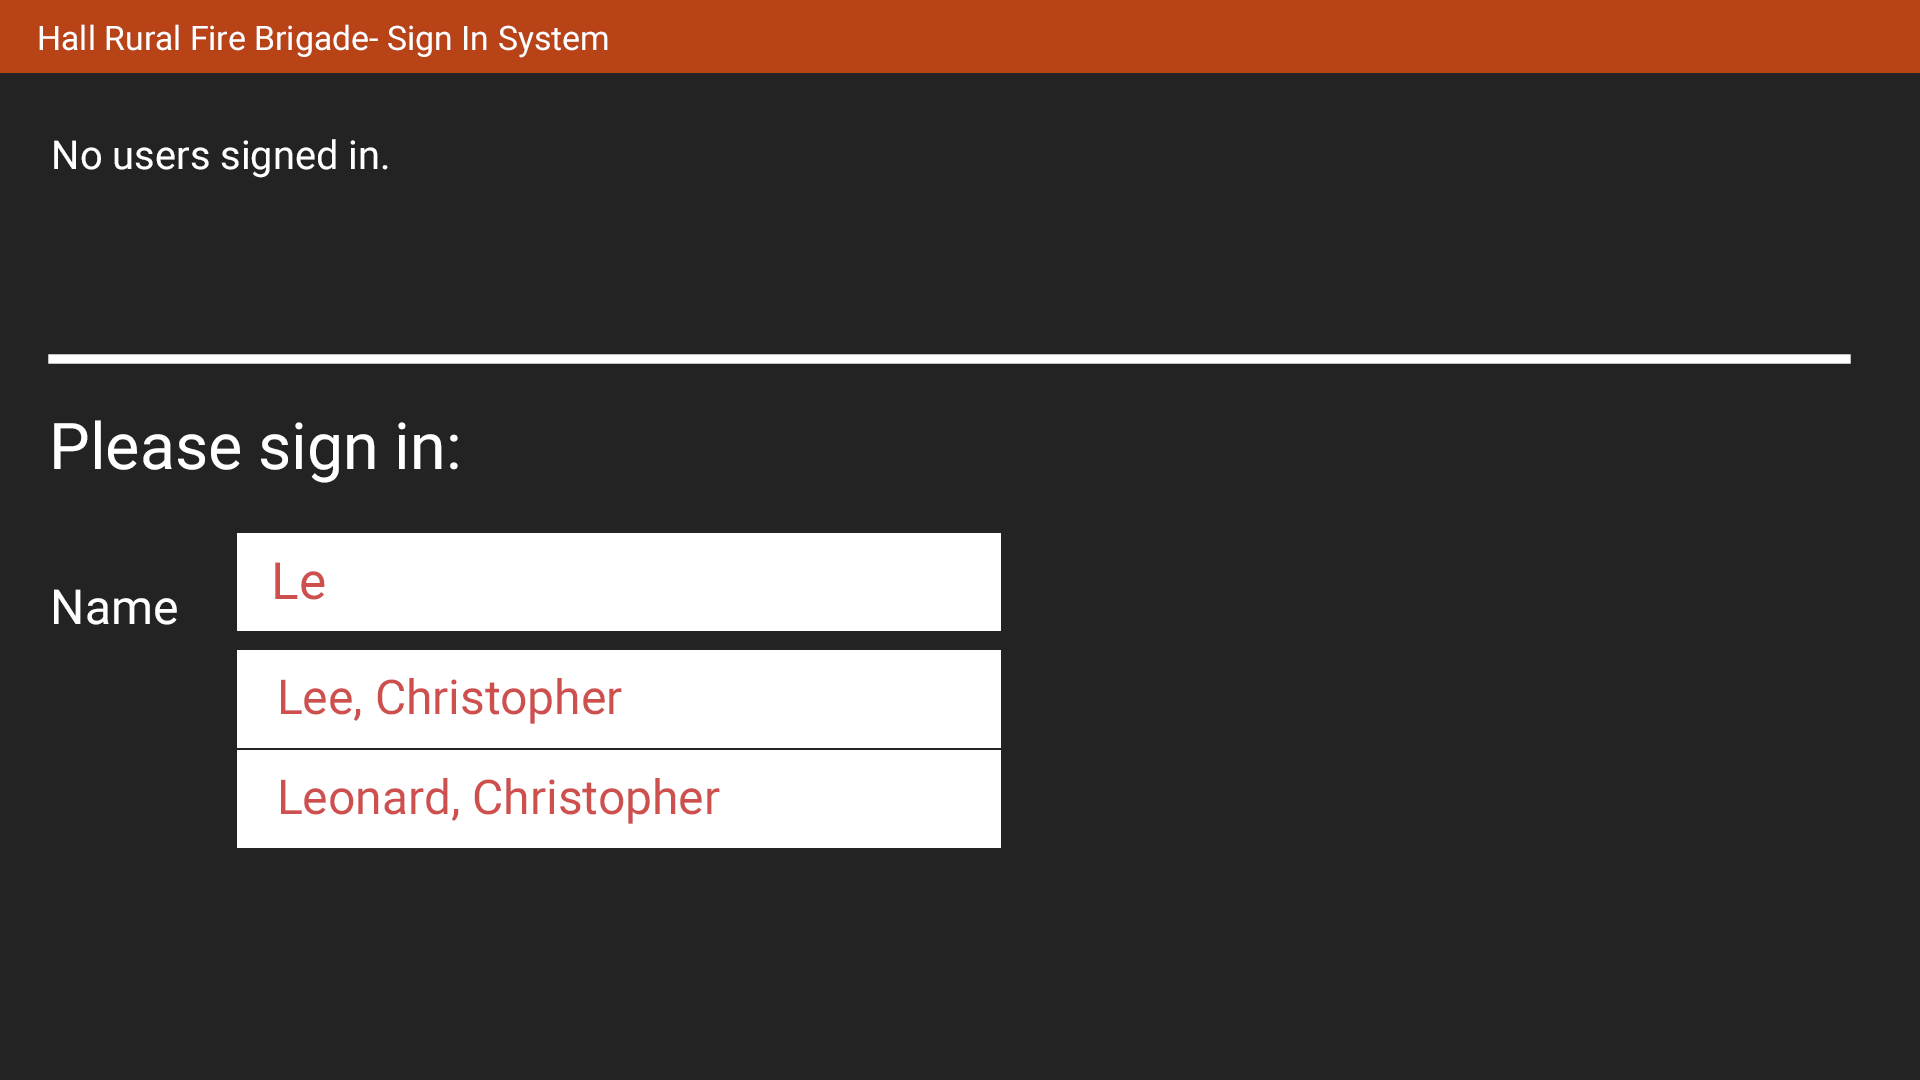 Hall Rural Fire Brigade- Sign In System
No users signed in.
Please sign in:
Name
Le
Lee, Christopher
Leonard, Christopher